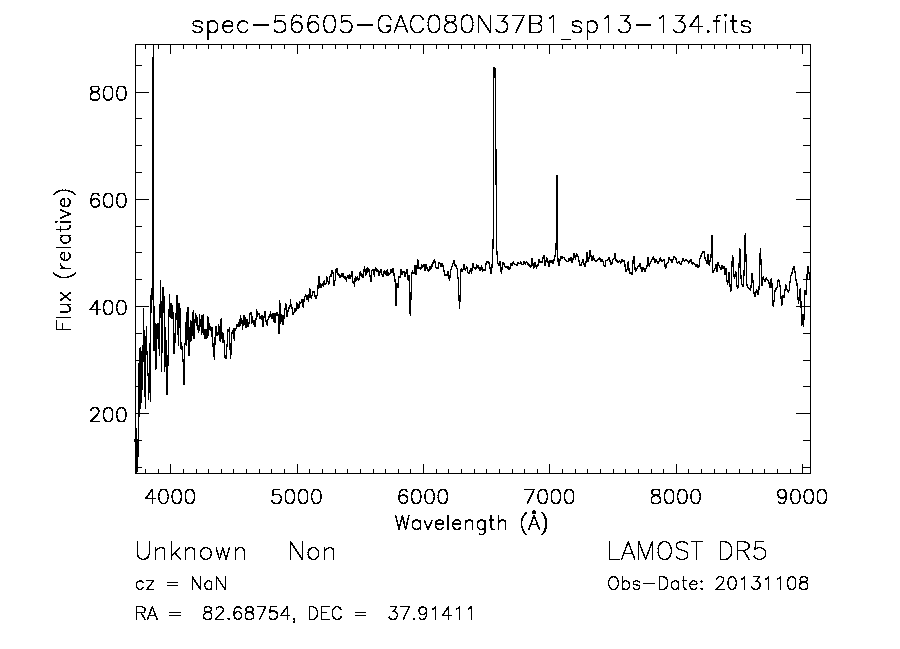 spec-56605-GAC080N37B1_sp13-134.fits
800
600
400
200
Flux (relative)
4000 5000 6000 7000 8000 9000
Wavelength (Å)
Unknown Non
LAMOST DR5
cz = NaN
Obs-Date: 20131108
RA = 82.68754, DEC = 37.91411